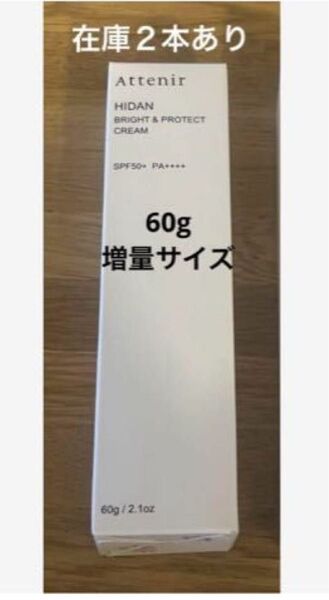 在庫２本あり
Attenir
HIDAN
BRIGHT & PROTECT
CREAM
SPF50+ PA++++
60g
増量サイズ
60g / 2.1oz